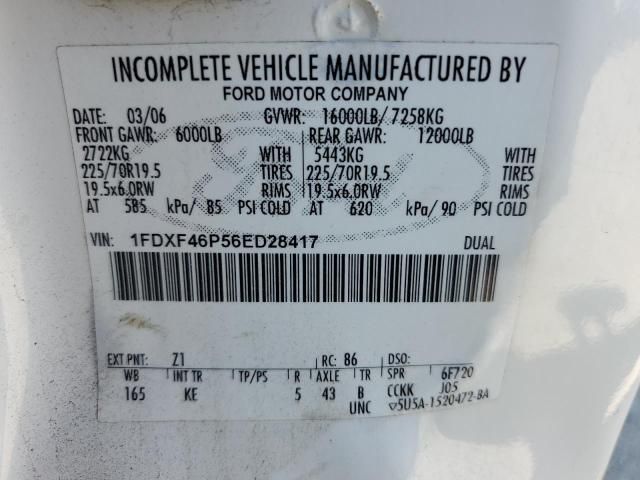 INCOMPLETE VEHICLE MANUFACTURED BY
FORD MOTOR COMPANY
DATE: 03/06 GVWR: 16000LB/ 7258KG
FRONT GAWR: 6000LB REAR GAWR: 12000LB
2722KG WITH 5443KG WITH
225/70R19.5 TIRES 225/70R19.5 TIRES
19.5x6.0RW RIMS 19.5x6.0RW RIMS
AT 585 kPa/ 85 PSI COLD AT 620 kPa/ 90 PSI COLD
VIN: 1FDXF46P56ED28417 DUAL
EXT PNT: Z1 RC: 86 DSO:
WB INT TR TP/PS R AXLE TR SPR 6F720
165 KE 5 43 B CCKK J05
UNC ▽5U5A-1520472-BA